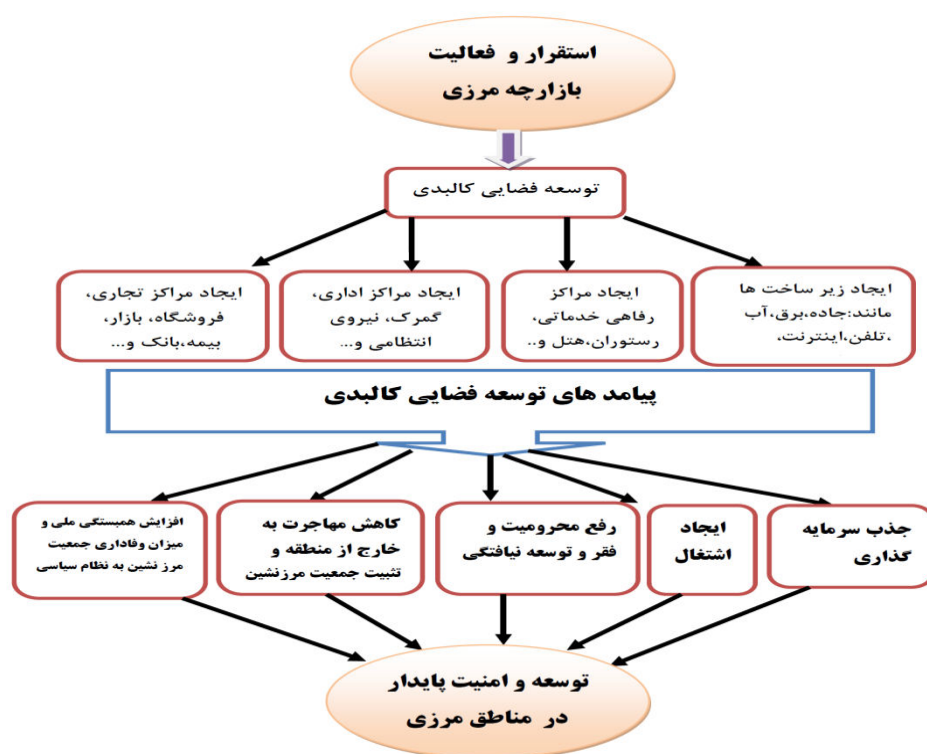 استقرار و فعالیت
بازارچه مرزی
توسعه فضایی کالبدی
ایجاد زیر ساخت ها
مانند:جاده،برق،آب
،تلفن،اینترنت،
ایجاد مراکز
رفاهی خدماتی،
رستوران،هتل و..
ایجاد مراکز اداری،
گمرک، نیروی
انتظامی و...
ایجاد مراکز تجاری،
فروشگاه، بازار،
بیمه،بانک و...
پیامد های توسعه فضایی کالبدی
جذب سرمایه
گذاری
ایجاد
اشتغال
رفع محرومیت و
فقر و توسعه نیافتگی
کاهش مهاجرت به
خارج از منطقه و
تثبیت جمعیت مرزنشین
افزایش همبستگی ملی و
میزان وفاداری جمعیت
مرز نشین به نظام سیاسی
توسعه و امنیت پایدار
در مناطق مرزی